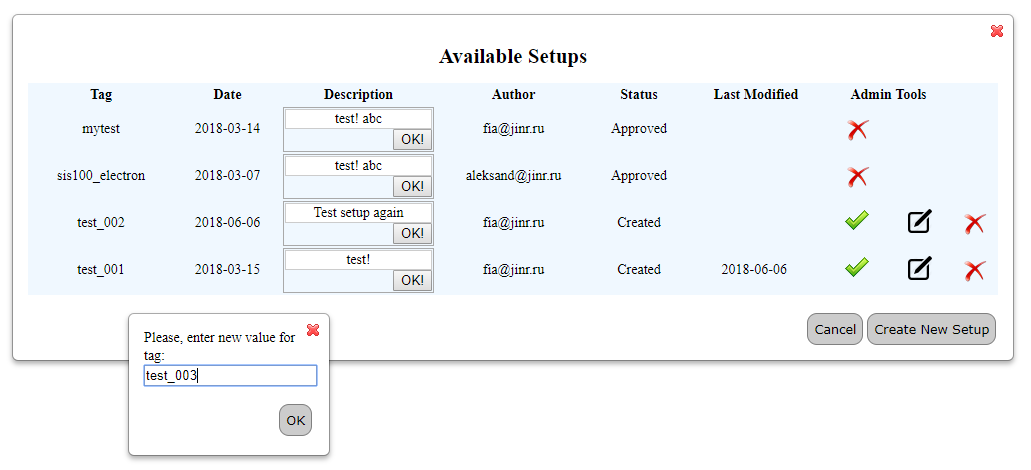 Available Setups
Tag Date Description Author Status Last Modified Admin Tools
test! abc
mytest 2018-03-14 fia@jinr.ru Approved
OK!
test! abc
sis100_electron 2018-03-07 aleksand@jinr.ru Approved
OK!
Test setup again
test_002 2018-06-06 fia@jinr.ru Created
OK!
test!
test_001 2018-03-15 fia@jinr.ru Created 2018-06-06
OK!
Cancel Create New Setup
Please, enter new value for
tag:
test_003
OK